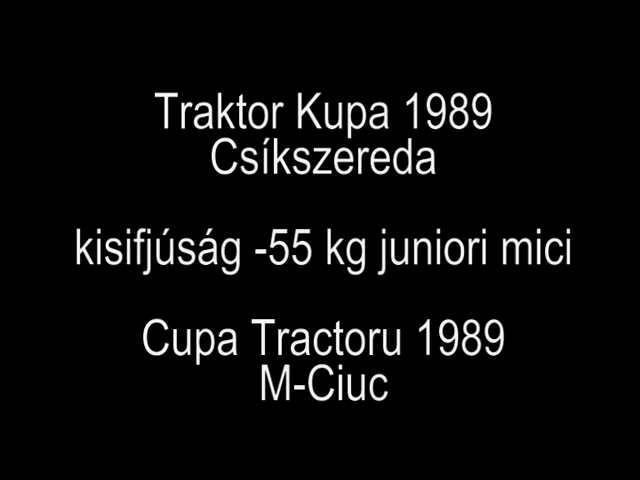 Traktor Kupa 1989
Csíkszereda
kisifjúság -55 kg juniori mici
Cupa Tractoru 1989
M-Ciuc